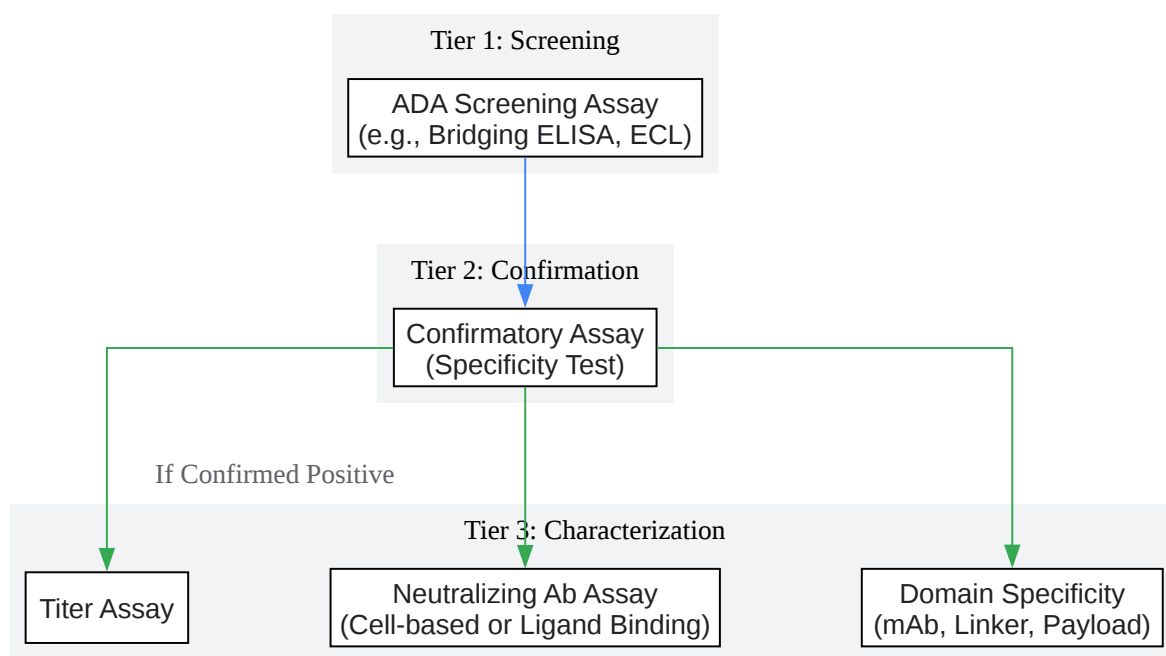 Tier 1: Screening
ADA Screening Assay
(e.g., Bridging ELISA, ECL)
Tier 2: Confirmation
Confirmatory Assay
(Specificity Test)
If Confirmed Positive
Tier 3: Characterization
Titer Assay
Neutralizing Ab Assay
(Cell-based or Ligand Binding)
Domain Specificity
(mAb, Linker, Payload)